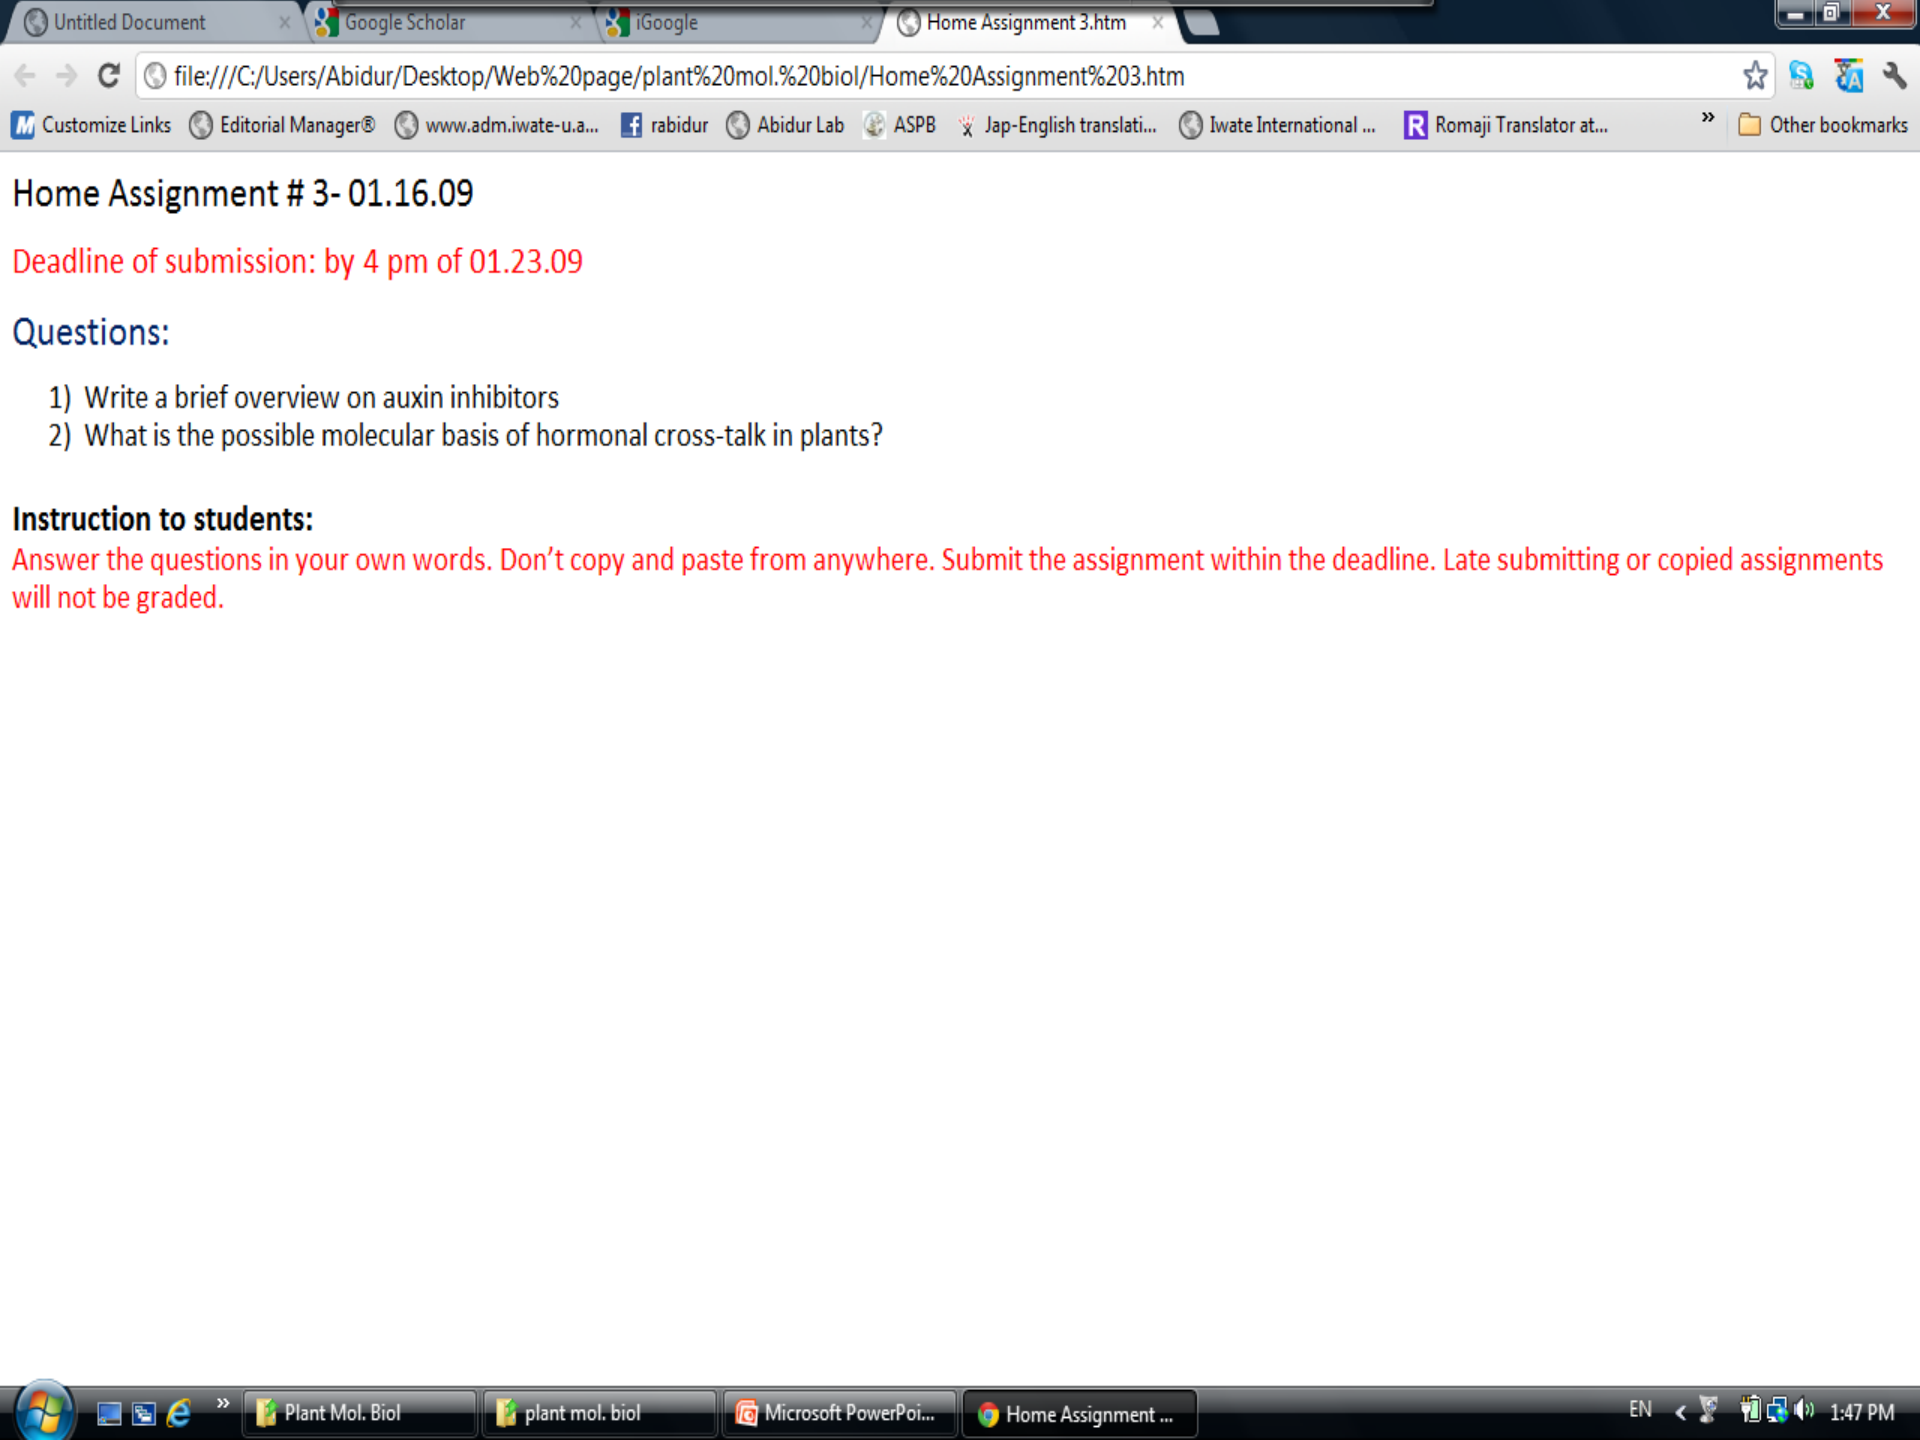 Untitled Document
Google Scholar
iGoogle
Home Assignment 3.htm
file:///C:/Users/Abidur/Desktop/Web%20page/plant%20mol.%20biol/Home%20Assignment%203.htm
Customize Links
Editorial Manager®
www.adm.iwate-u.a...
rabidur
Abidur Lab
ASPB
Jap-English translati...
Iwate International ...
Romaji Translator at...
»
Other bookmarks
Home Assignment # 3- 01.16.09
Deadline of submission: by 4 pm of 01.23.09
Questions:
1) Write a brief overview on auxin inhibitors
2) What is the possible molecular basis of hormonal cross-talk in plants?
Instruction to students:
Answer the questions in your own words. Don’t copy and paste from anywhere. Submit the assignment within the deadline. Late submitting or copied assignments
will not be graded.
»
Plant Mol. Biol
plant mol. biol
Microsoft PowerPoi...
Home Assignment ...
EN
1:47 PM